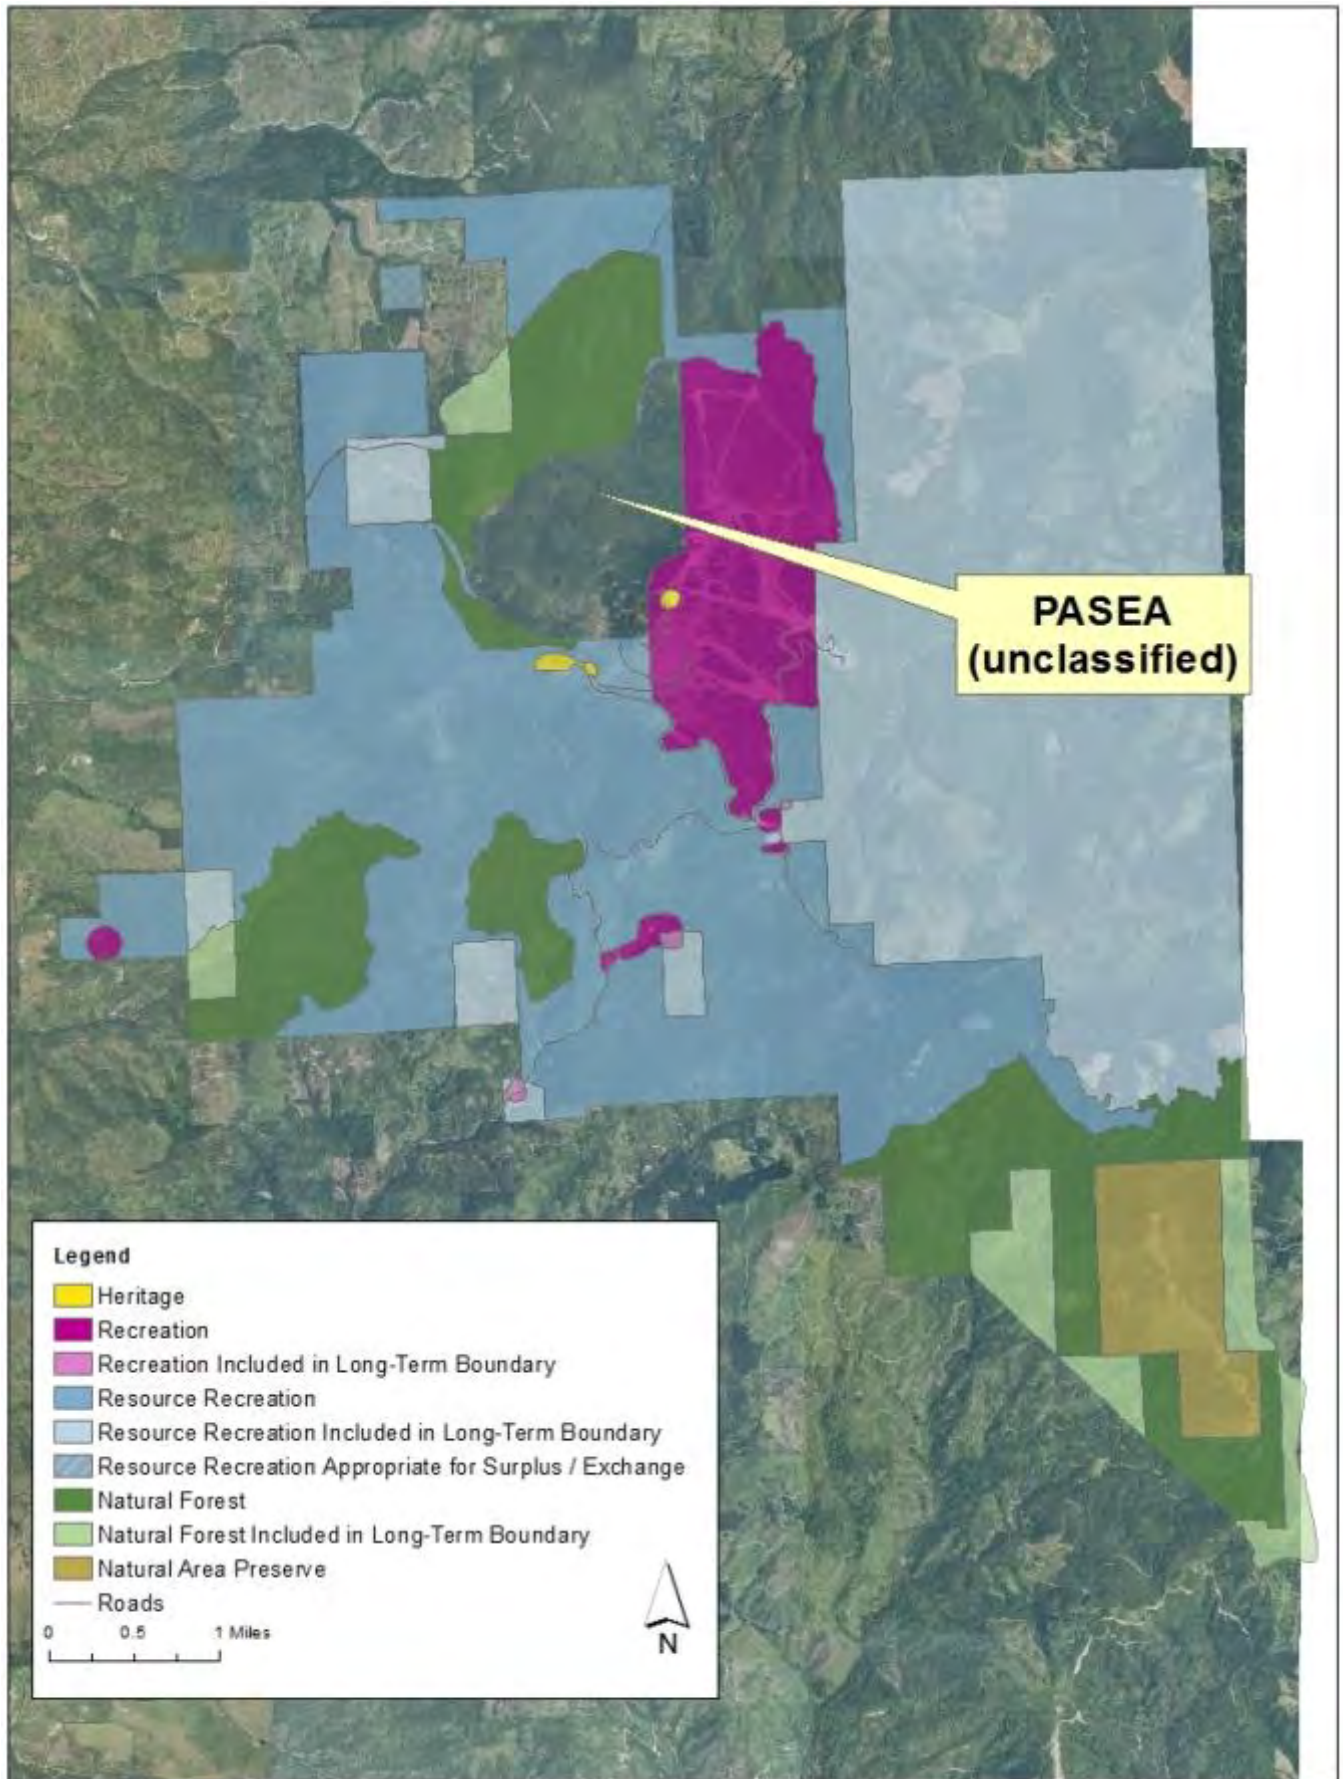 PASEA
(unclassified)
Legend
Heritage
Recreation
Recreation Included in Long-Term Boundary
Resource Recreation
Resource Recreation Included in Long-Term Boundary
Resource Recreation Appropriate for Surplus / Exchange
Natural Forest
Natural Forest Included in Long-Term Boundary
Natural Area Preserve
Roads
0 0.5 1 Miles
N